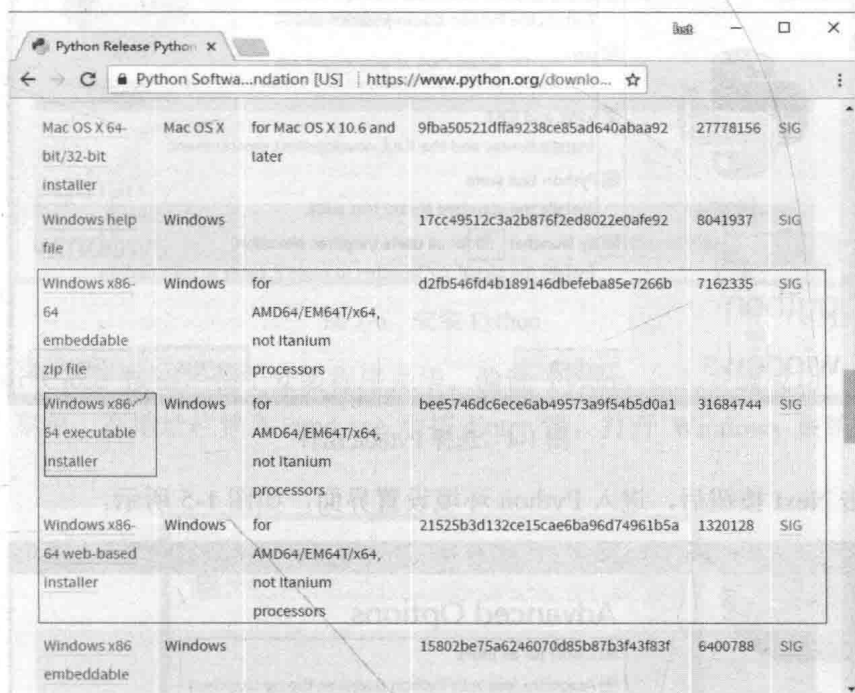 Python Release Python
Python Softwa...ndation [US] | https://www.python.org/downlo...
Mac OS X 64- Mac OS X for Mac OS X 10.6 and 9fba50521dffa9238ce85ad640abaa92 27778156 SIG
bit/32-bit later
installer
Windows help Windows 17cc49512c3a2b876f2ed8022e0afe92 8041937 SIG
file
Windows x86- Windows for d2fb546fd4b189146dbefeba85e7266b 7162335 SIG
64 AMD64/EM64T/x64,
embeddable not Itanium
zip file processors
Windows x86- Windows for bee5746dc6ece6ab49573a9f54b5d0a1 31684744 SIG
64 executable AMD64/EM64T/x64,
installer not Itanium
processors
Windows x86- Windows for 21525b3d132ce15cae6ba96d74961b5a 1320128 SIG
64 web-based AMD64/EM64T/x64,
installer not Itanium
processors
Windows x86 Windows 15802be75a6246070d85b87b3f43f83f 6400788 SIG
embeddable